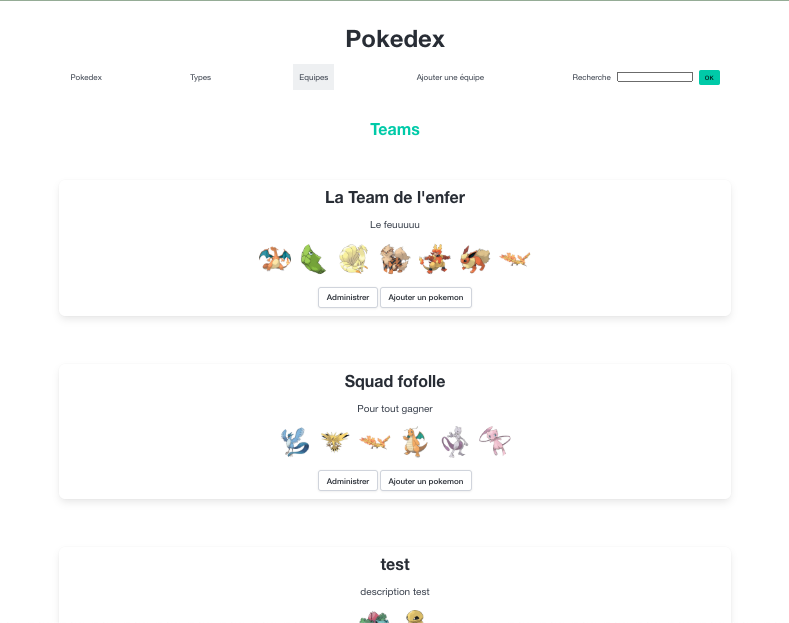 Pokedex
Pokedex Types Equipes Ajouter une équipe Recherche OK
Teams
La Team de l'enfer
Le feuuuuu
Administrer Ajouter un pokemon
Squad fofolle
Pour tout gagner
Administrer Ajouter un pokemon
test
description test